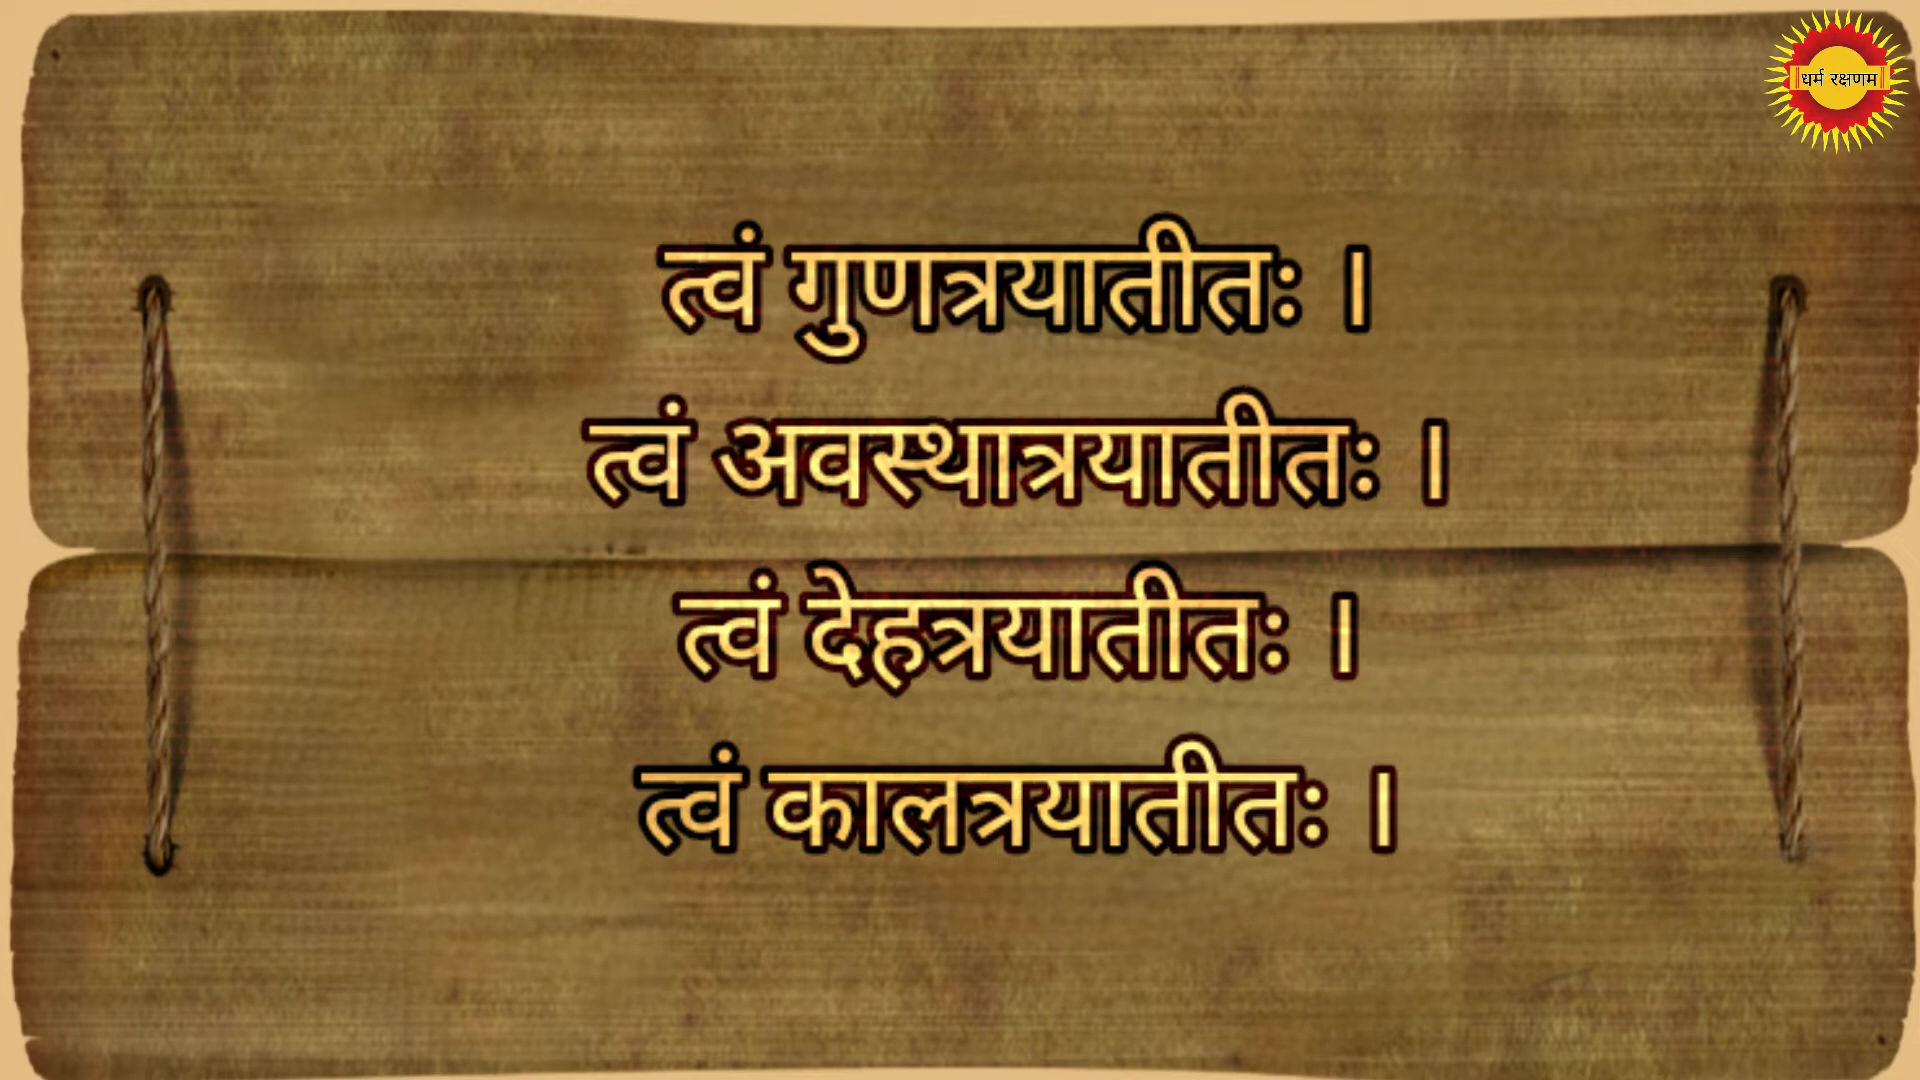 धर्म रक्षणम
त्वं गुणत्रयातीतः ।
त्वं अवस्थात्रयातीतः ।
त्वं देहत्रयातीतः ।
त्वं कालत्रयातीतः ।